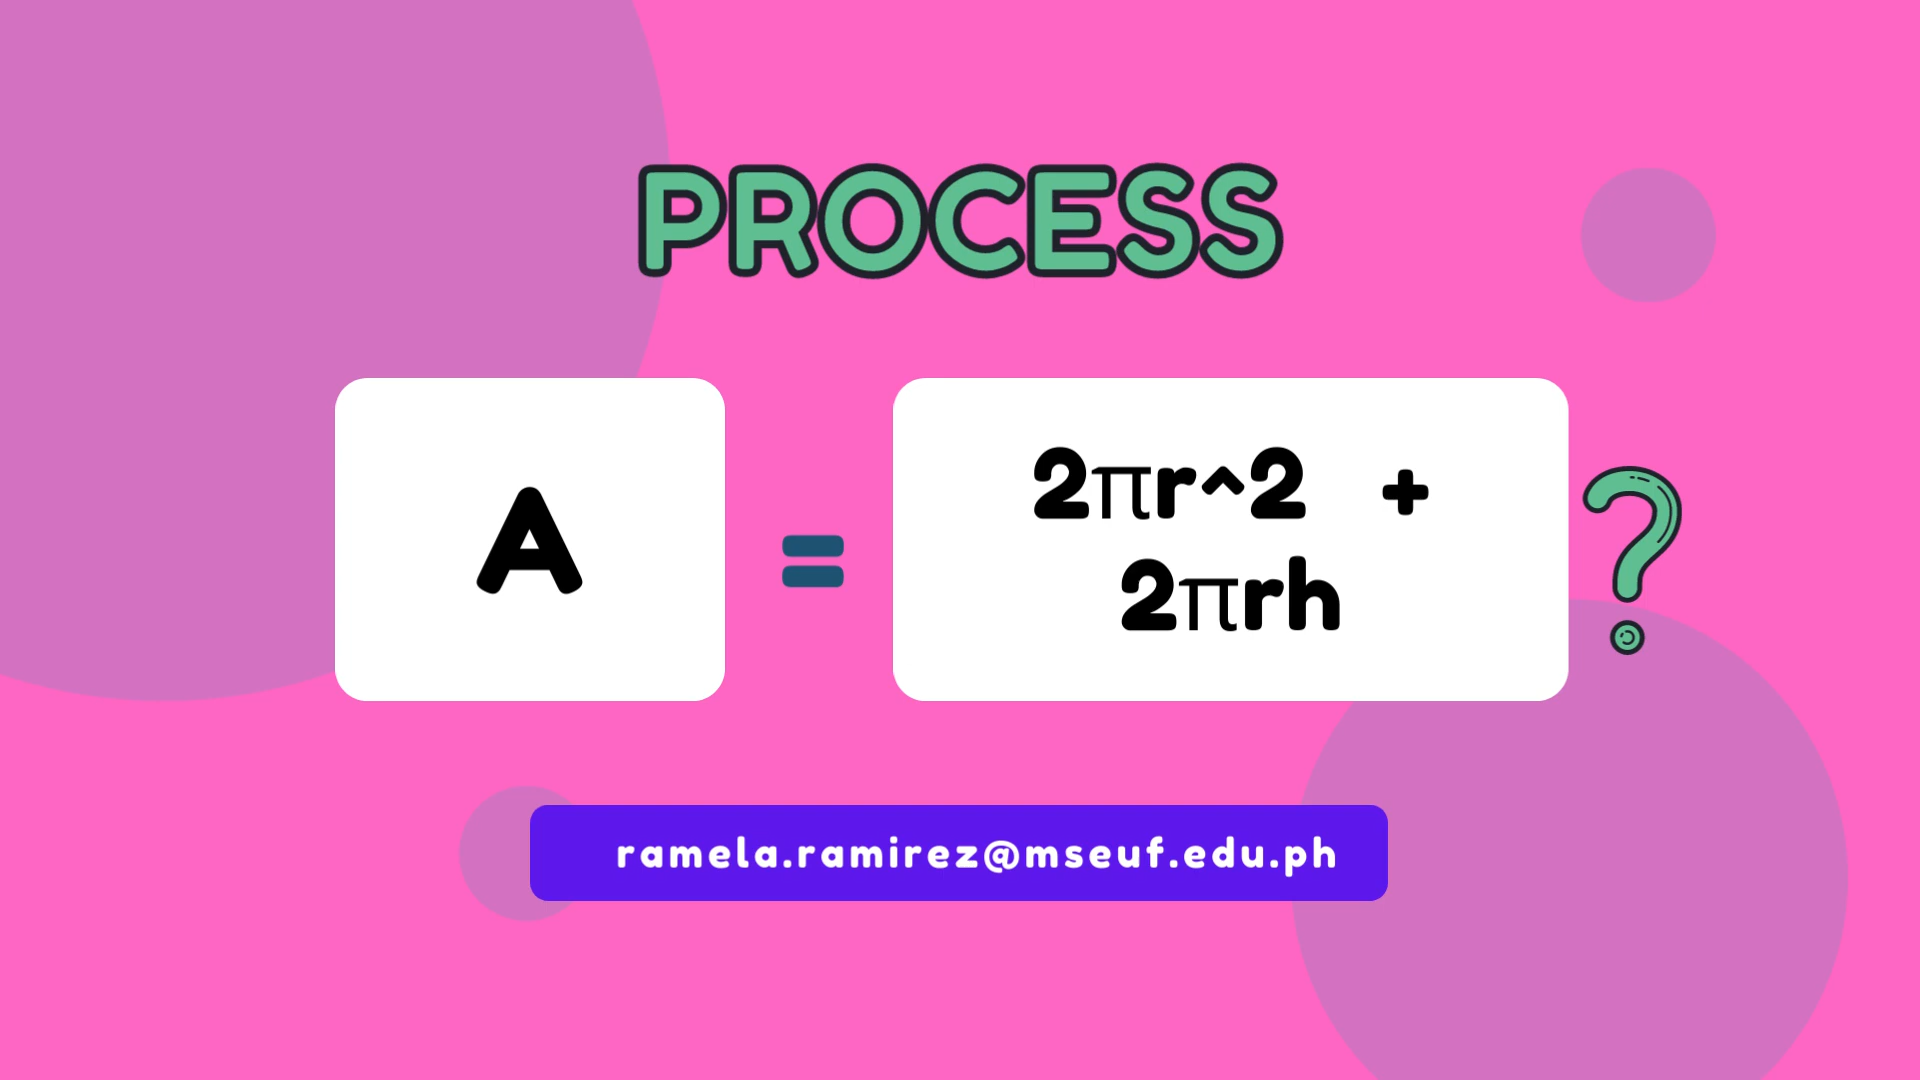 PROCESS
A = 2πr^2 + ?
2πrh
ramela.ramirez@mseuf.edu.ph